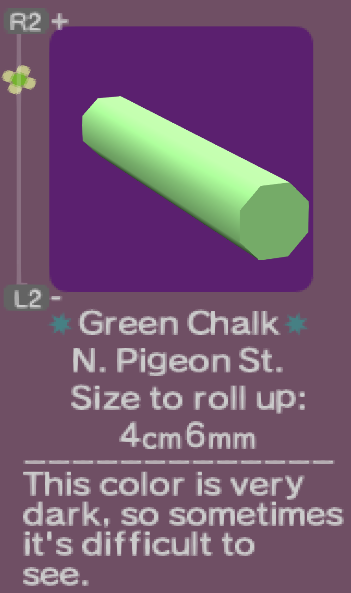 R2 +
L2 -
Green Chalk
N. Pigeon St.
Size to roll up:
4cm6mm
This color is very
dark, so sometimes
it's difficult to
see.